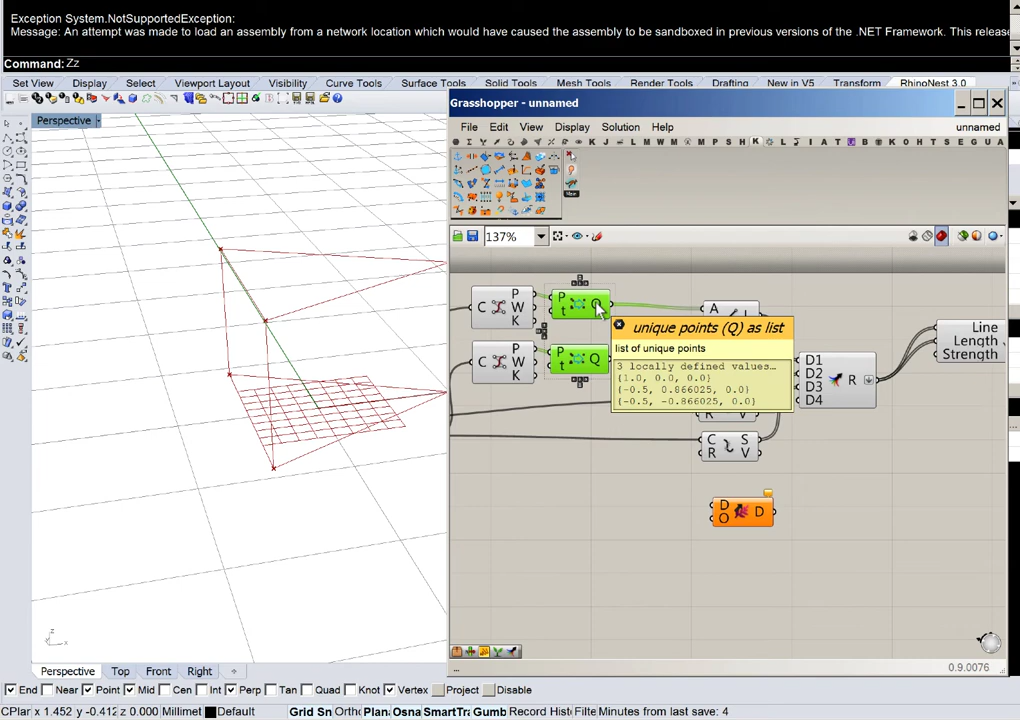 Exception System.NotSupportedException:
Message: An attempt was made to load an assembly from a network location which would have caused the assembly to be sandboxed in previous versions of the .NET Framework. This releas
Command: Zz
Set View Display Select Viewport Layout Visibility Curve Tools Solid Tools Mesh Tools Render Tools Drafting New in V5 Transform RhinoNest 3.0
Grasshopper - unnamed
Perspective
File Edit View Display Solution Help unnamed
137%
C P W K
P t Q
A
unique points (Q) as list
list of unique points
3 locally defined values...
{1.0, 0.0, 0.0}
{-0.5, 0.866025, 0.0}
{-0.5, -0.866025, 0.0}
C P W K
P t Q
D1 D2 D3 D4 R
Line
Length
Strength
R V
C R S V
D O D
z
x
0.9.0076
Perspective Top Front Right
End Near Point Mid Cen Int Perp Tan Quad Knot Vertex Project Disable
CPlar x 1.452 y -0.412 z 0.000 Millimet Default Grid Sn Ortho Plana Osna SmartTra Gumb Record Histo Filte Minutes from last save: 4